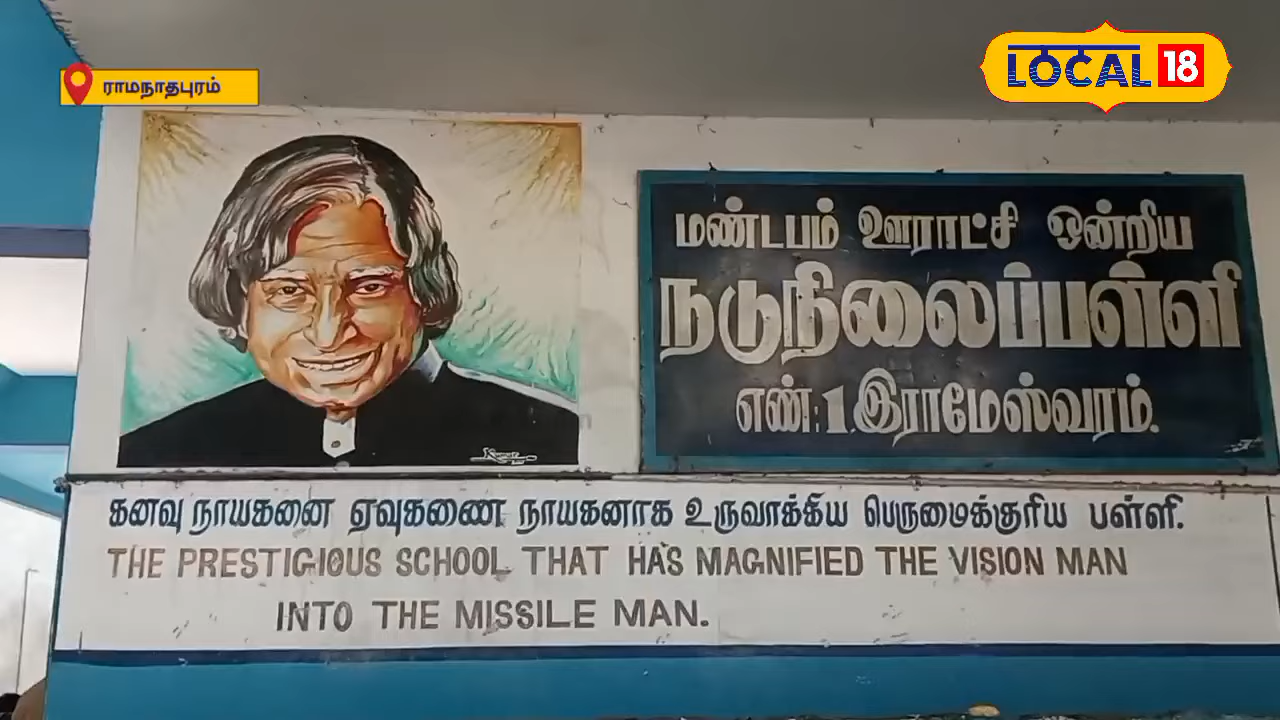 ராமநாதபுரம்
LOCAL 18
மண்டபம் ஊராட்சி ஒன்றிய
நடுநிலைப்பள்ளி
எண்:1.இராமேஸ்வரம்.
கனவு நாயகனை ஏவுகணை நாயகனாக உருவாக்கிய பெருமைக்குரிய பள்ளி.
THE PRESTIGIOUS SCHOOL THAT HAS MAGNIFIED THE VISION MAN
INTO THE MISSILE MAN.